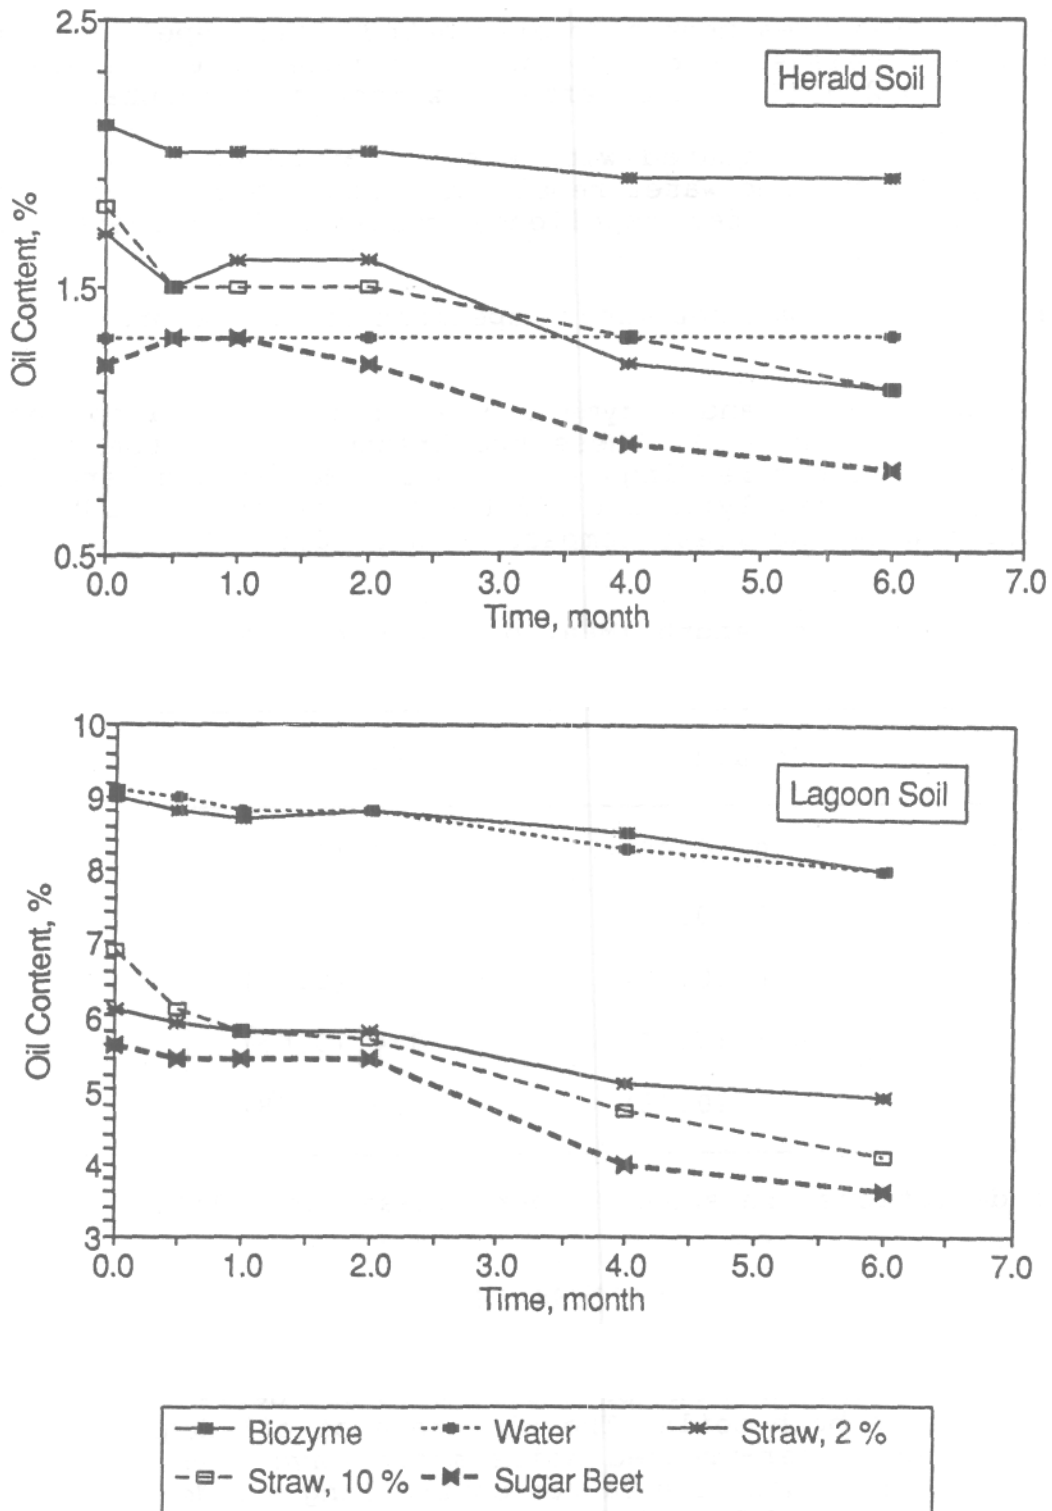 2.5
Herald Soil
Oil Content, %
1.5
0.5
0.0 1.0 2.0 3.0 4.0 5.0 6.0 7.0
Time, month
10
9
Lagoon Soil
8
7
Oil Content, %
6
5
4
3
0.0 1.0 2.0 3.0 4.0 5.0 6.0 7.0
Time, month
Biozyme Water Straw, 2 %
Straw, 10 % Sugar Beet